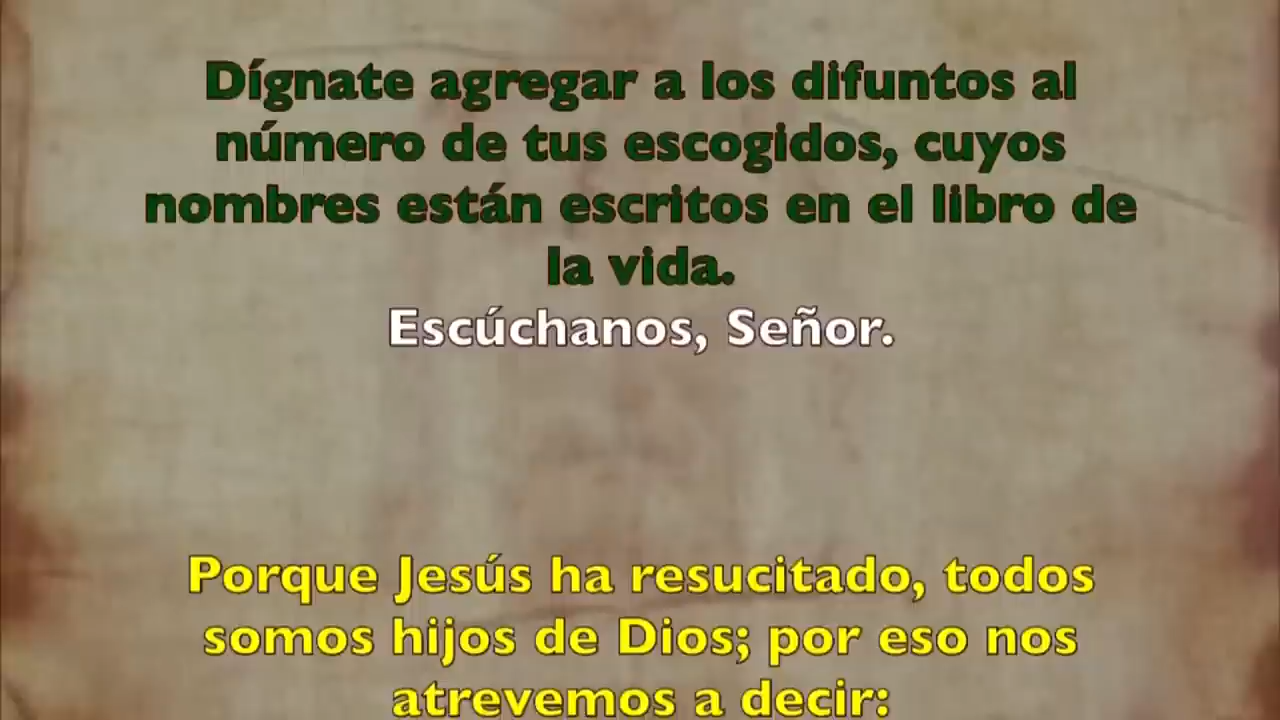 Dígnate agregar a los difuntos al
número de tus escogidos, cuyos
nombres están escritos en el libro de
la vida.
Escúchanos, Señor.
Porque Jesús ha resucitado, todos
somos hijos de Dios; por eso nos
atrevemos a decir: